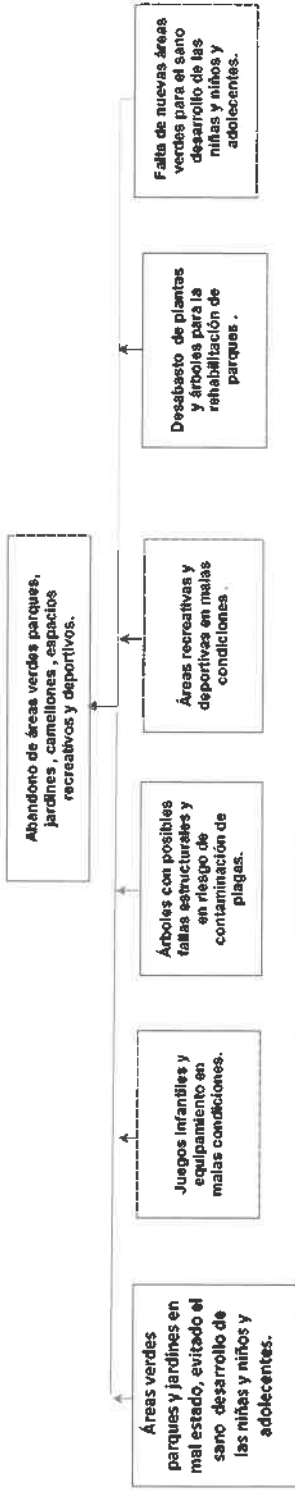 Abandono de áreas verdes parques,
jardines , camellones , espacios
recreativos y deportivos.
Áreas verdes
parques y jardines en
mal estado, evitado el
sano desarrollo de
las niñas y niños y
adolecentes.
Juegos infantiles y
equipamiento en
malas condiciones.
Árboles con posibles
fallas estructurales y
en riesgo de
contaminación de
plagas.
Áreas recreativas y
deportivas en malas
condiciones .
Desabasto de plantas
y árboles para la
rehabilitación de
parques .
Falta de nuevas áreas
verdes para el sano
desarrollo de las
niñas y niños y
adolecentes.